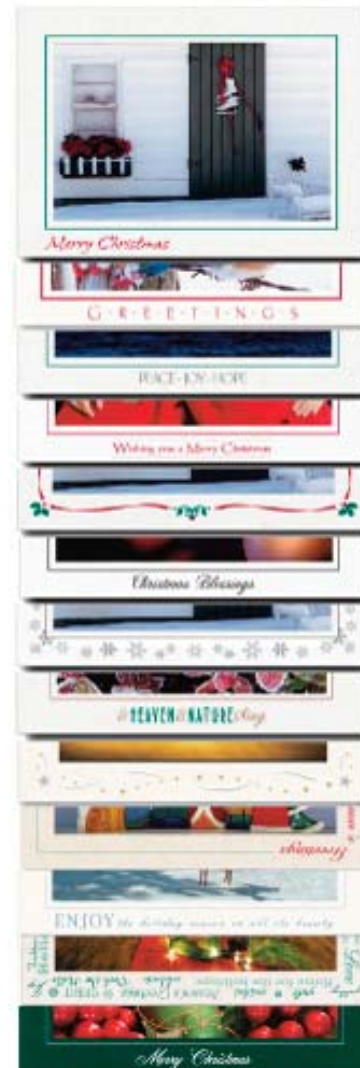 Merry Christmas
G·R·E·E·T·I·N·G·S
PEACE·JOY·HOPE
Wishing you a Merry Christmas
Christmas Blessings
& HEAVEN & NATURE Sing
Greetings
ENJOY the holiday season in all its beauty
Merry Christmas